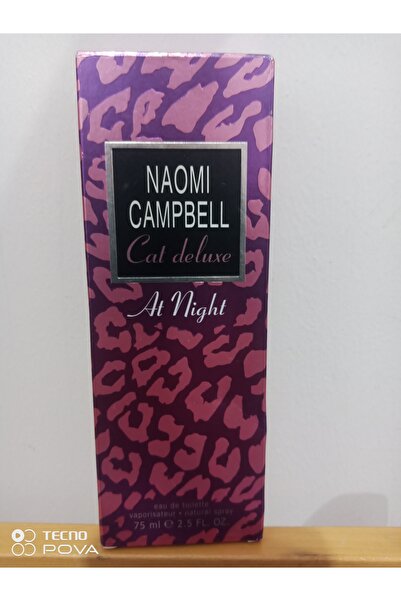 NAOMI
CAMPBELL
Cat deluxe
At Night
eau de toilette
vaporisateur • natural spray
75 ml ℮ 2.5 FL. OZ.
TECNO
POVA